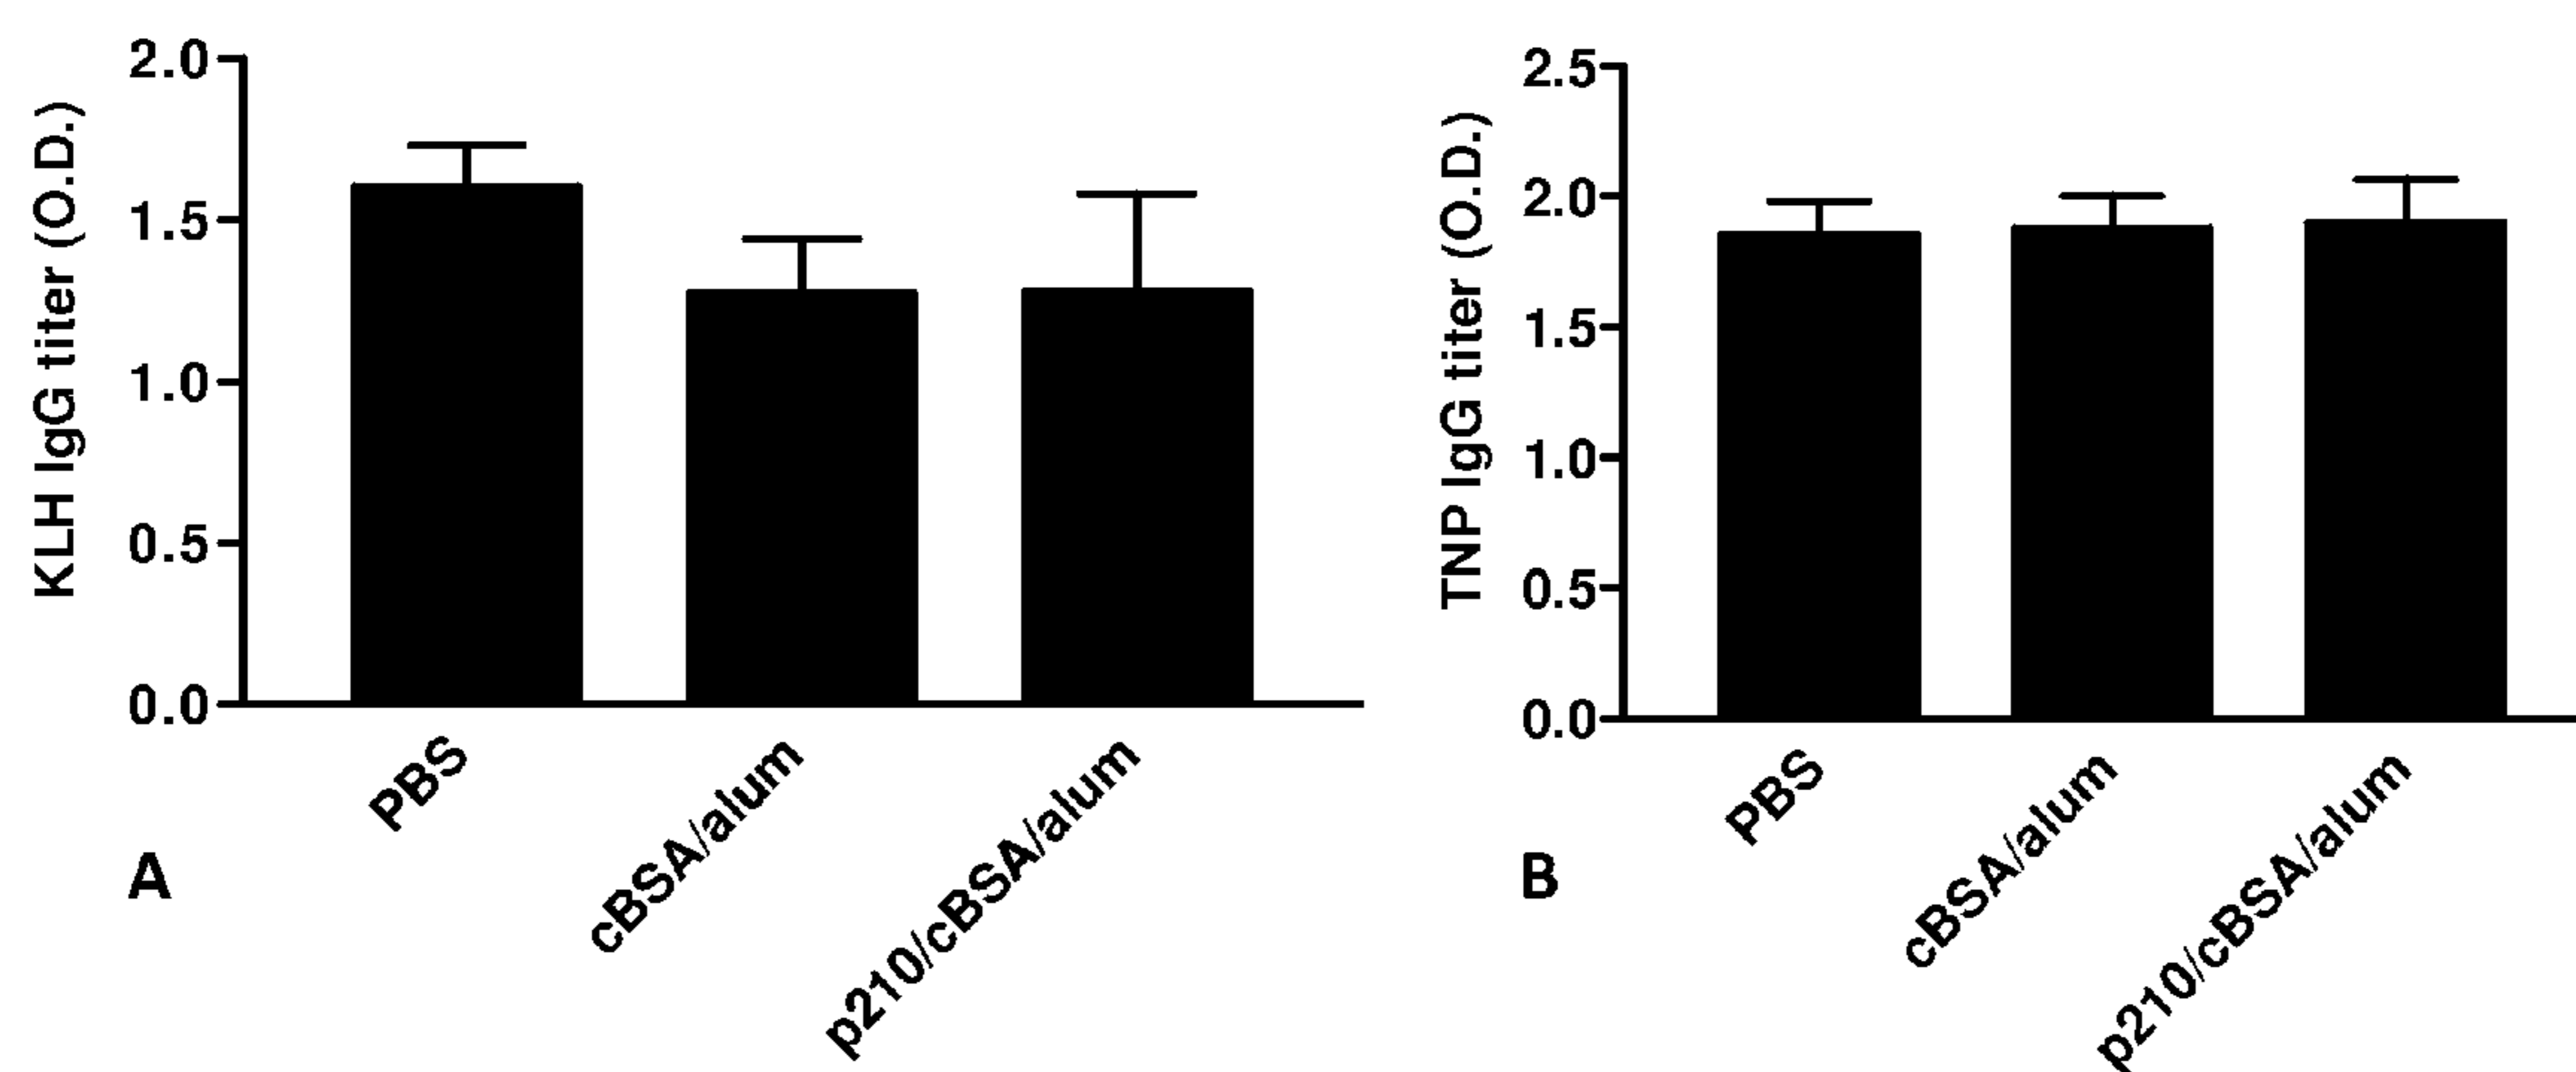 KLH IgG titer (O.D.)
2.0
1.5
1.0
0.5
0.0
PBS
cBSA/alum
p210/cBSA/alum
A
TNP IgG titer (O.D.)
2.5
2.0
1.5
1.0
0.5
0.0
PBS
cBSA/alum
p210/cBSA/alum
B